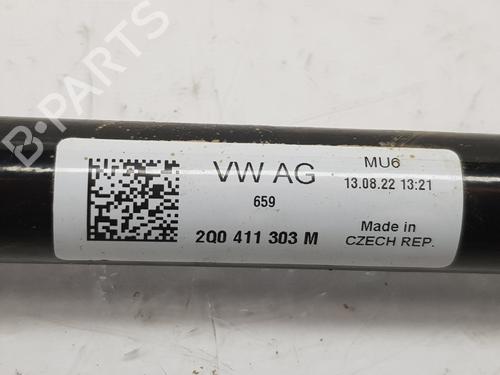 B-PARTS
VW AG
MU6
659
13.08.22 13:21
2Q0 411 303 M
Made in
CZECH REP.